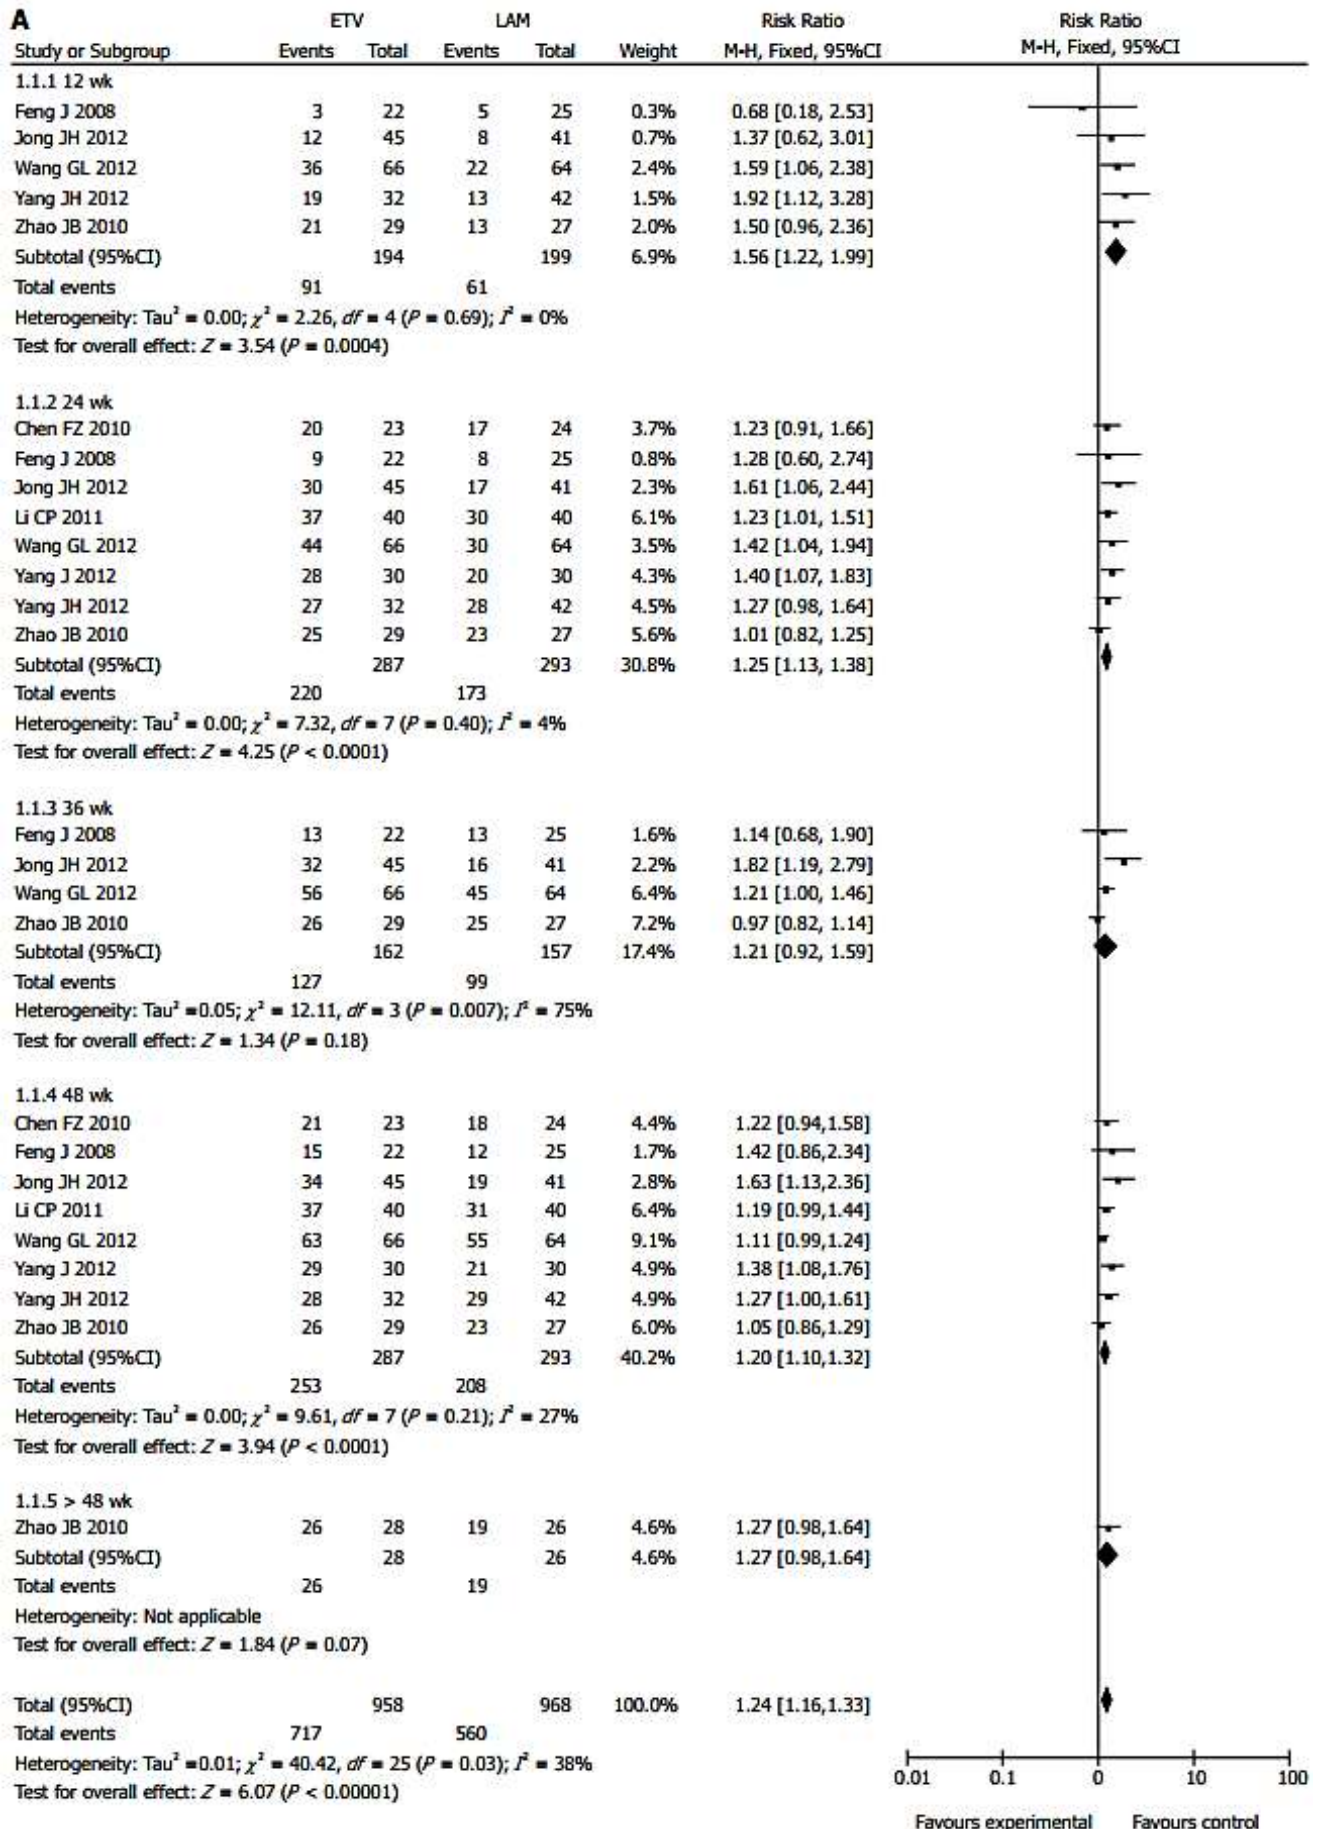 A
ETV LAM Risk Ratio Risk Ratio
Study or Subgroup Events Total Events Total Weight M-H, Fixed, 95%CI M-H, Fixed, 95%CI
1.1.1 12 wk
Feng J 2008 3 22 5 25 0.3% 0.68 [0.18, 2.53]
Jong JH 2012 12 45 8 41 0.7% 1.37 [0.62, 3.01]
Wang GL 2012 36 66 22 64 2.4% 1.59 [1.06, 2.38]
Yang JH 2012 19 32 13 42 1.5% 1.92 [1.12, 3.28]
Zhao JB 2010 21 29 13 27 2.0% 1.50 [0.96, 2.36]
Subtotal (95%CI) 194 199 6.9% 1.56 [1.22, 1.99]
Total events 91 61
Heterogeneity: Tau² = 0.00; χ² = 2.26, df = 4 (P = 0.69); I² = 0%
Test for overall effect: Z = 3.54 (P = 0.0004)
1.1.2 24 wk
Chen FZ 2010 20 23 17 24 3.7% 1.23 [0.91, 1.66]
Feng J 2008 9 22 8 25 0.8% 1.28 [0.60, 2.74]
Jong JH 2012 30 45 17 41 2.3% 1.61 [1.06, 2.44]
Li CP 2011 37 40 30 40 6.1% 1.23 [1.01, 1.51]
Wang GL 2012 44 66 30 64 3.5% 1.42 [1.04, 1.94]
Yang J 2012 28 30 20 30 4.3% 1.40 [1.07, 1.83]
Yang JH 2012 27 32 28 42 4.5% 1.27 [0.98, 1.64]
Zhao JB 2010 25 29 23 27 5.6% 1.01 [0.82, 1.25]
Subtotal (95%CI) 287 293 30.8% 1.25 [1.13, 1.38]
Total events 220 173
Heterogeneity: Tau² = 0.00; χ² = 7.32, df = 7 (P = 0.40); I² = 4%
Test for overall effect: Z = 4.25 (P < 0.0001)
1.1.3 36 wk
Feng J 2008 13 22 13 25 1.6% 1.14 [0.68, 1.90]
Jong JH 2012 32 45 16 41 2.2% 1.82 [1.19, 2.79]
Wang GL 2012 56 66 45 64 6.4% 1.21 [1.00, 1.46]
Zhao JB 2010 26 29 25 27 7.2% 0.97 [0.82, 1.14]
Subtotal (95%CI) 162 157 17.4% 1.21 [0.92, 1.59]
Total events 127 99
Heterogeneity: Tau² =0.05; χ² = 12.11, df = 3 (P = 0.007); I² = 75%
Test for overall effect: Z = 1.34 (P = 0.18)
1.1.4 48 wk
Chen FZ 2010 21 23 18 24 4.4% 1.22 [0.94,1.58]
Feng J 2008 15 22 12 25 1.7% 1.42 [0.86,2.34]
Jong JH 2012 34 45 19 41 2.8% 1.63 [1.13,2.36]
Li CP 2011 37 40 31 40 6.4% 1.19 [0.99,1.44]
Wang GL 2012 63 66 55 64 9.1% 1.11 [0.99,1.24]
Yang J 2012 29 30 21 30 4.9% 1.38 [1.08,1.76]
Yang JH 2012 28 32 29 42 4.9% 1.27 [1.00,1.61]
Zhao JB 2010 26 29 23 27 6.0% 1.05 [0.86,1.29]
Subtotal (95%CI) 287 293 40.2% 1.20 [1.10,1.32]
Total events 253 208
Heterogeneity: Tau² = 0.00; χ² = 9.61, df = 7 (P = 0.21); I² = 27%
Test for overall effect: Z = 3.94 (P < 0.0001)
1.1.5 > 48 wk
Zhao JB 2010 26 28 19 26 4.6% 1.27 [0.98,1.64]
Subtotal (95%CI) 28 26 4.6% 1.27 [0.98,1.64]
Total events 26 19
Heterogeneity: Not applicable
Test for overall effect: Z = 1.84 (P = 0.07)
Total (95%CI) 958 968 100.0% 1.24 [1.16,1.33]
Total events 717 560
Heterogeneity: Tau² =0.01; χ² = 40.42, df = 25 (P = 0.03); I² = 38%
Test for overall effect: Z = 6.07 (P < 0.00001)
0.01 0.1 0 10 100
Favours experimental Favours control